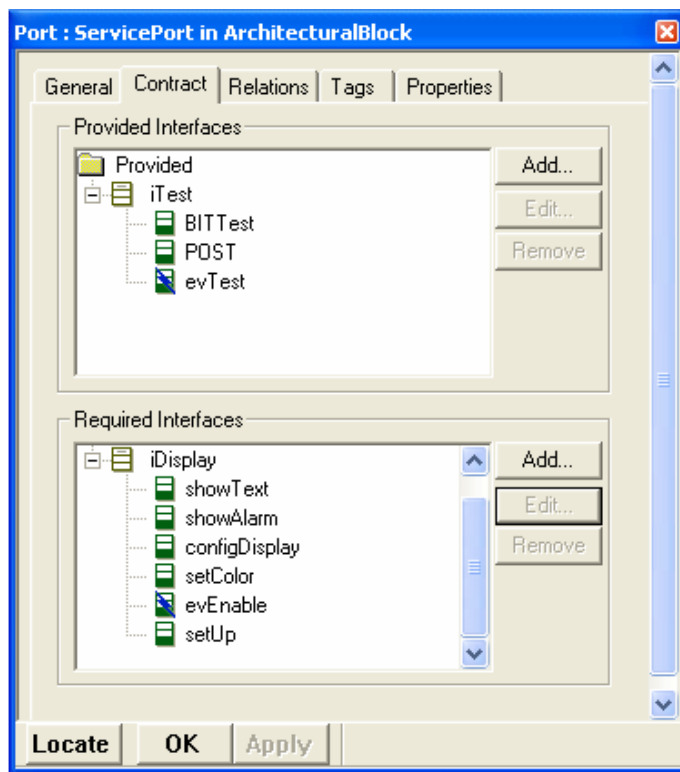 Port : ServicePort in ArchitecturalBlock
General Contract Relations Tags Properties
Provided Interfaces
Provided
iTest
BITTest
POST
evTest
Add...
Edit...
Remove
Required Interfaces
iDisplay
showText
showAlarm
configDisplay
setColor
evEnable
setUp
Add...
Edit...
Remove
Locate OK Apply